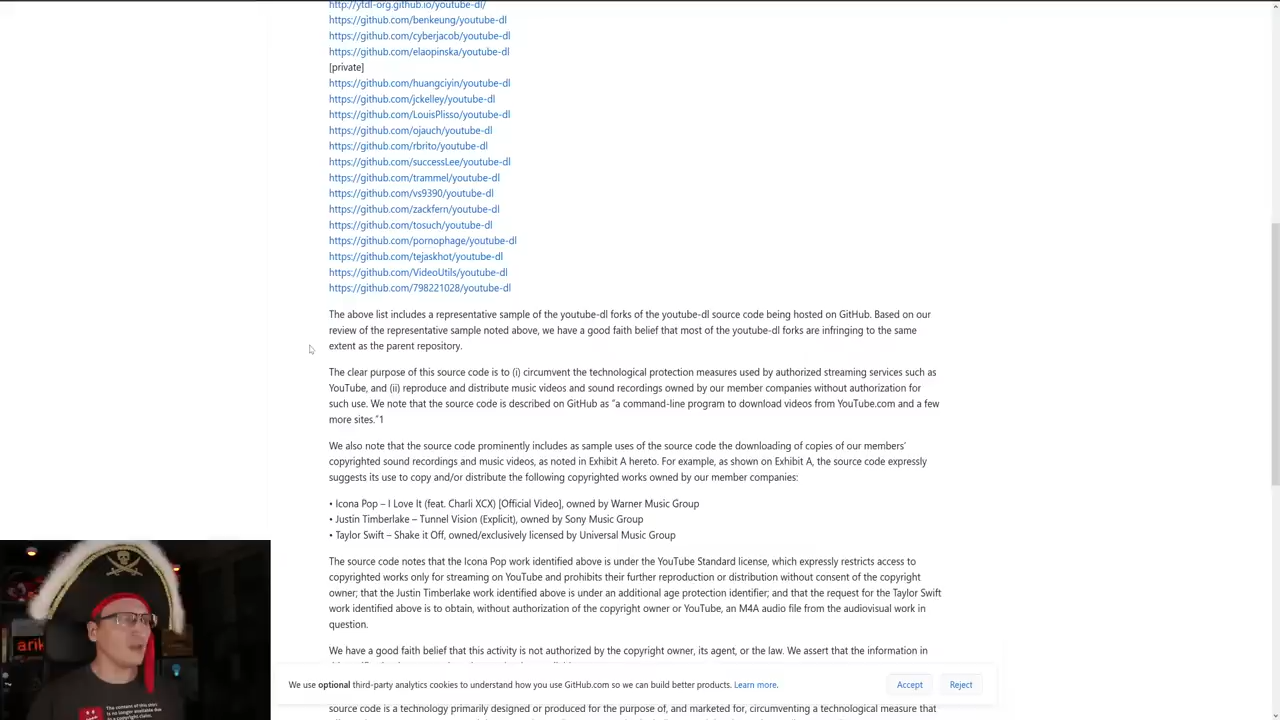 http://ytdl-org.github.io/youtube-dl/
https://github.com/benkeung/youtube-dl
https://github.com/cyberjacob/youtube-dl
https://github.com/elaopinska/youtube-dl
[private]
https://github.com/huangciyin/youtube-dl
https://github.com/jckelley/youtube-dl
https://github.com/LouisPlisso/youtube-dl
https://github.com/ojauch/youtube-dl
https://github.com/rbrito/youtube-dl
https://github.com/successLee/youtube-dl
https://github.com/trammel/youtube-dl
https://github.com/vs9390/youtube-dl
https://github.com/zackfern/youtube-dl
https://github.com/tosuch/youtube-dl
https://github.com/pornophage/youtube-dl
https://github.com/tejaskhot/youtube-dl
https://github.com/VideoUtils/youtube-dl
https://github.com/798221028/youtube-dl
The above list includes a representative sample of the youtube-dl forks of the youtube-dl source code being hosted on GitHub. Based on our
review of the representative sample noted above, we have a good faith belief that most of the youtube-dl forks are infringing to the same
extent as the parent repository.
The clear purpose of this source code is to (i) circumvent the technological protection measures used by authorized streaming services such as
YouTube, and (ii) reproduce and distribute music videos and sound recordings owned by our member companies without authorization for
such use. We note that the source code is described on GitHub as “a command-line program to download videos from YouTube.com and a few
more sites.”1
We also note that the source code prominently includes as sample uses of the source code the downloading of copies of our members’
copyrighted sound recordings and music videos, as noted in Exhibit A hereto. For example, as shown on Exhibit A, the source code expressly
suggests its use to copy and/or distribute the following copyrighted works owned by our member companies:
• Icona Pop – I Love It (feat. Charli XCX) [Official Video], owned by Warner Music Group
• Justin Timberlake – Tunnel Vision (Explicit), owned by Sony Music Group
• Taylor Swift – Shake it Off, owned/exclusively licensed by Universal Music Group
The source code notes that the Icona Pop work identified above is under the YouTube Standard license, which expressly restricts access to
copyrighted works only for streaming on YouTube and prohibits their further reproduction or distribution without consent of the copyright
owner; that the Justin Timberlake work identified above is under an additional age protection identifier; and that the request for the Taylor Swift
work identified above is to obtain, without authorization of the copyright owner or YouTube, an M4A audio file from the audiovisual work in
question.
We have a good faith belief that this activity is not authorized by the copyright owner, its agent, or the law. We assert that the information in
We use optional third-party analytics cookies to understand how you use GitHub.com so we can build better products. Learn more.
Accept
Reject
source code is a technology primarily designed or produced for the purpose of, and marketed for, circumventing a technological measure that
arik